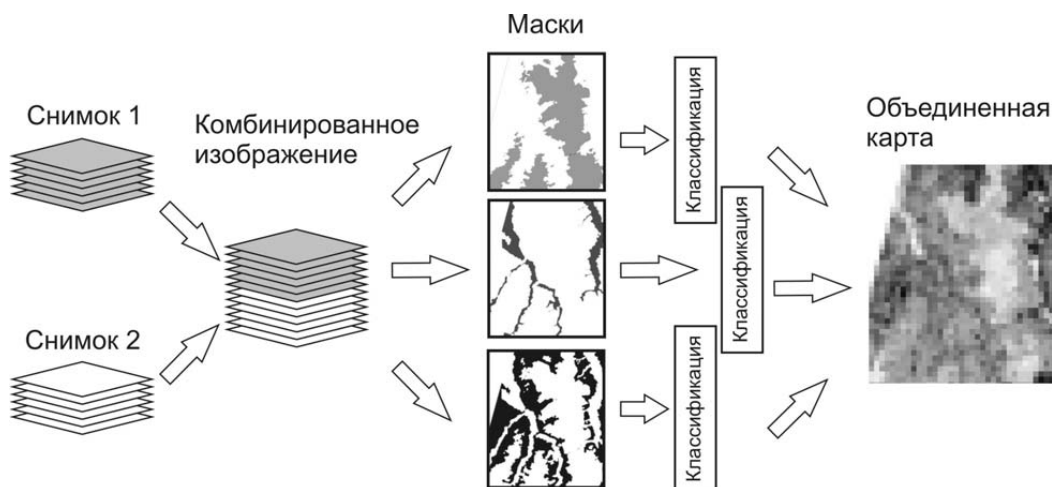 Снимок 1
Снимок 2
Комбинированное
изображение
Маски
Классификация
Классификация
Классификация
Объединенная
карта